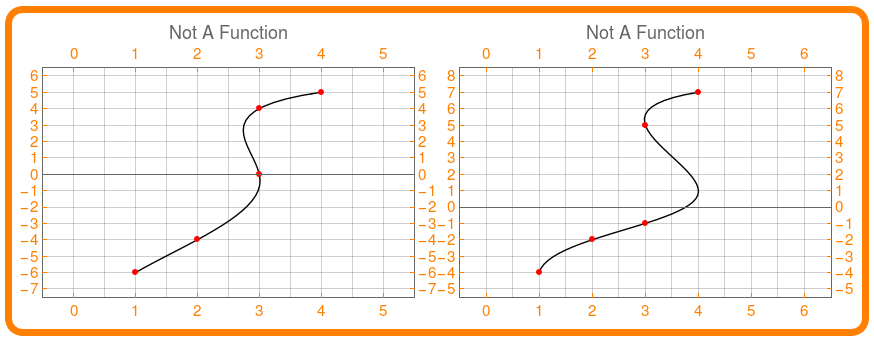 Not A Function Not A Function
0 1 2 3 4 5 0 1 2 3 4 5 6
6 6 8 8
5 5 7 7
4 4 6 6
3 3 5 5
2 2 4 4
1 1 3 3
0 0 2 2
−1 −1 1 1
−2 −2 0 0
−3 −3 −1 −1
−4 −4 −2 −2
−5 −5 −3 −3
−6 −6 −4 −4
−7 −7 −5 −5
0 1 2 3 4 5 0 1 2 3 4 5 6